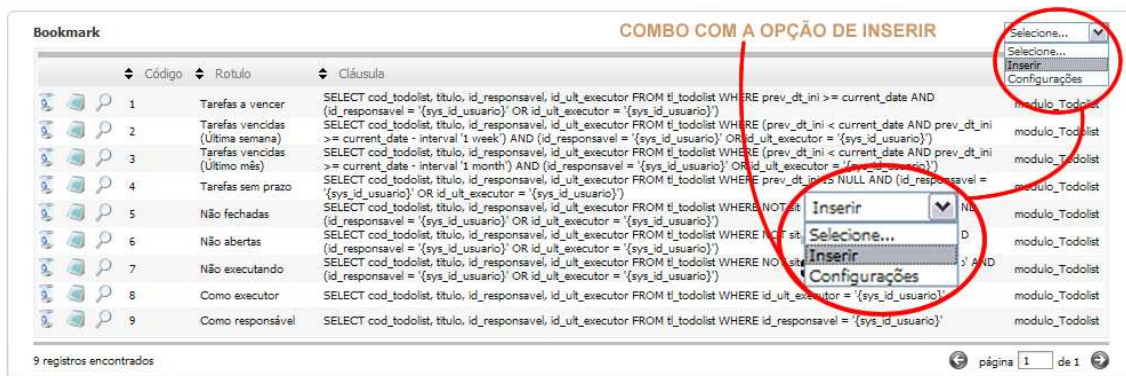 Bookmark
COMBO COM A OPÇÃO DE INSERIR
Selecione...
Selecione...
Inserir
Configurações
Código Rotulo Cláusula
1 Tarefas a vencer SELECT cod_todolist, titulo, id_responsavel, id_ult_executor FROM tl_todolist WHERE prev_dt_ini >= current_date AND
(id_responsavel = '{sys_id_usuario}' OR id_ult_executor = '{sys_id_usuario}') modulo_Todolist
2 Tarefas vencidas (Última semana) SELECT cod_todolist, titulo, id_responsavel, id_ult_executor FROM tl_todolist WHERE (prev_dt_ini < current_date AND prev_dt_ini
>= current_date - interval '1 week') AND (id_responsavel = '{sys_id_usuario}' OR id_ult_executor = '{sys_id_usuario}') modulo_Todolist
3 Tarefas vencidas (Último mês) SELECT cod_todolist, titulo, id_responsavel, id_ult_executor FROM tl_todolist WHERE (prev_dt_ini < current_date AND prev_dt_ini
>= current_date - interval '1 month') AND (id_responsavel = '{sys_id_usuario}' OR id_ult_executor = '{sys_id_usuario}') modulo_Todolist
4 Tarefas sem prazo SELECT cod_todolist, titulo, id_responsavel, id_ult_executor FROM tl_todolist WHERE prev_dt_ini IS NULL AND (id_responsavel =
'{sys_id_usuario}' OR id_ult_executor = '{sys_id_usuario}') modulo_Todolist
5 Não fechadas SELECT cod_todolist, titulo, id_responsavel, id_ult_executor FROM tl_todolist WHERE NOT sit
(id_responsavel = '{sys_id_usuario}' OR id_ult_executor = '{sys_id_usuario}') modulo_Todolist
6 Não abertas SELECT cod_todolist, titulo, id_responsavel, id_ult_executor FROM tl_todolist WHERE NOT sit
(id_responsavel = '{sys_id_usuario}' OR id_ult_executor = '{sys_id_usuario}') modulo_Todolist
7 Não executando SELECT cod_todolist, titulo, id_responsavel, id_ult_executor FROM tl_todolist WHERE NOT sit AND
(id_responsavel = '{sys_id_usuario}' OR id_ult_executor = '{sys_id_usuario}') modulo_Todolist
8 Como executor SELECT cod_todolist, titulo, id_responsavel, id_ult_executor FROM tl_todolist WHERE id_ult_executor = '{sys_id_usuario}' modulo_Todolist
9 Como responsável SELECT cod_todolist, titulo, id_responsavel, id_ult_executor FROM tl_todolist WHERE id_responsavel = '{sys_id_usuario}' modulo_Todolist
Inserir
Selecione...
Inserir
Configurações
9 registros encontrados página 1 de 1